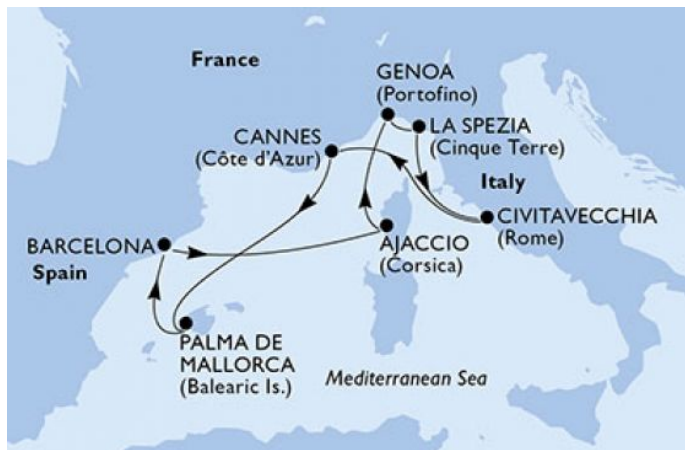 France
GENOA
(Portofino)
CANNES
(Côte d'Azur)
LA SPEZIA
(Cinque Terre)
Italy
CIVITAVECCHIA
(Rome)
BARCELONA
Spain
AJACCIO
(Corsica)
PALMA DE
MALLORCA
(Balearic Is.)
Mediterranean Sea